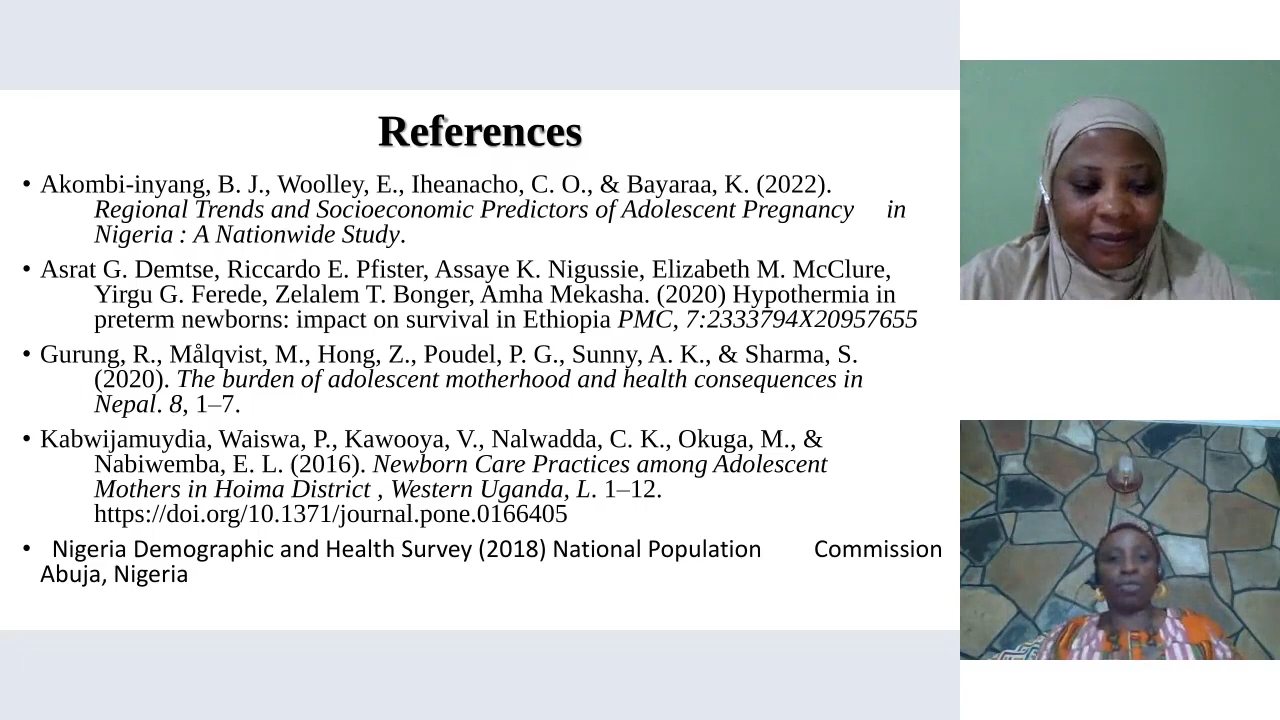 References
• Akombi-inyang, B. J., Woolley, E., Iheanacho, C. O., & Bayaraa, K. (2022).
Regional Trends and Socioeconomic Predictors of Adolescent Pregnancy in
Nigeria : A Nationwide Study.
• Asrat G. Demtse, Riccardo E. Pfister, Assaye K. Nigussie, Elizabeth M. McClure,
Yirgu G. Ferede, Zelalem T. Bonger, Amha Mekasha. (2020) Hypothermia in
preterm newborns: impact on survival in Ethiopia PMC, 7:2333794X20957655
• Gurung, R., Målqvist, M., Hong, Z., Poudel, P. G., Sunny, A. K., & Sharma, S.
(2020). The burden of adolescent motherhood and health consequences in
Nepal. 8, 1–7.
• Kabwijamuydia, Waiswa, P., Kawooya, V., Nalwadda, C. K., Okuga, M., &
Nabiwemba, E. L. (2016). Newborn Care Practices among Adolescent
Mothers in Hoima District , Western Uganda, L. 1–12.
https://doi.org/10.1371/journal.pone.0166405
• Nigeria Demographic and Health Survey (2018) National Population Commission
Abuja, Nigeria